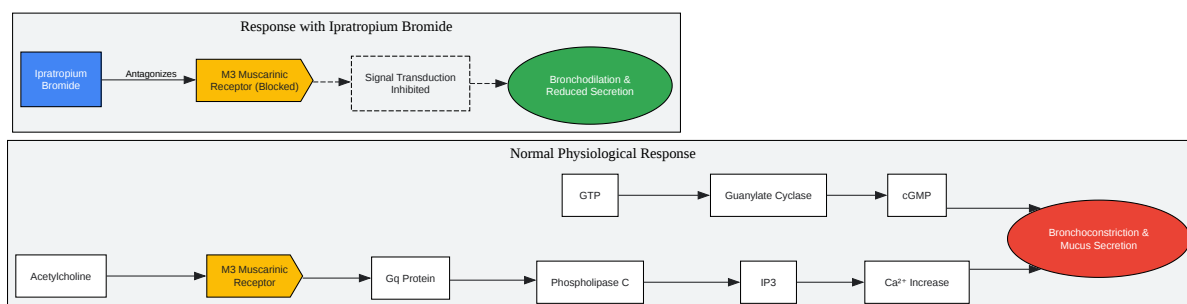 Response with Ipratropium Bromide
Ipratropium
Bromide
Antagonizes
M3 Muscarinic
Receptor (Blocked)
Signal Transduction
Inhibited
Bronchodilation &
Reduced Secretion
Normal Physiological Response
GTP
Guanylate Cyclase
cGMP
Bronchoconstriction &
Mucus Secretion
Acetylcholine
M3 Muscarinic
Receptor
Gq Protein
Phospholipase C
IP3
Ca²⁺ Increase